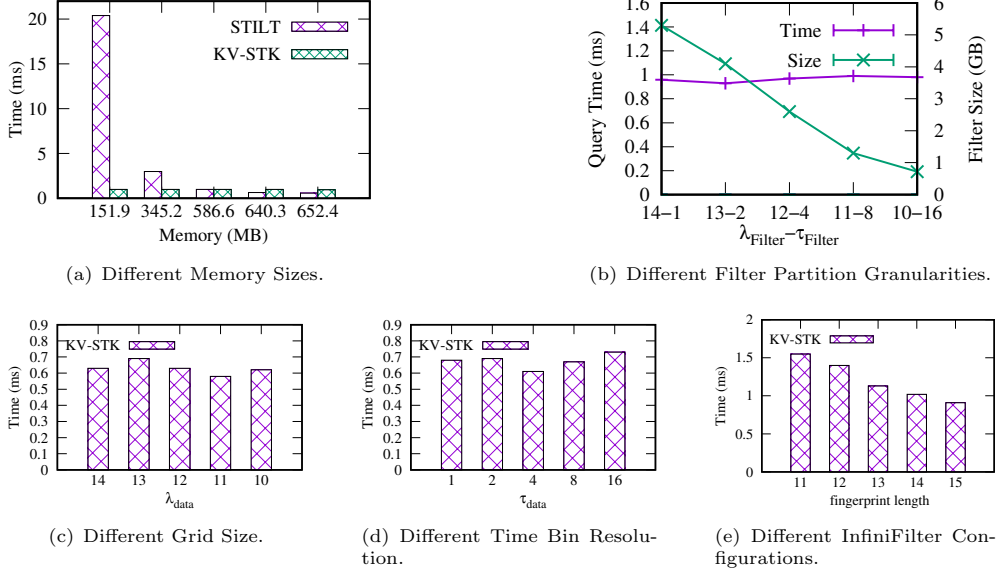 20
15
10
5
0
Time (ms)
STILT
KV-STK
151.9 345.2 586.6 640.3 652.4
Memory (MB)
(a) Different Memory Sizes.
1.6
1.4
1.2
1
0.8
0.6
0.4
0.2
0
Query Time (ms)
Time
Size
6
5
4
3
2
1
0
Filter Size (GB)
14−1 13−2 12−4 11−8 10−16
λFilter−τFilter
(b) Different Filter Partition Granularities.
0.9
0.8
0.7
0.6
0.5
0.4
0.3
0.2
0.1
0
Time (ms)
KV-STK
14 13 12 11 10
λdata
(c) Different Grid Size.
0.9
0.8
0.7
0.6
0.5
0.4
0.3
0.2
0.1
0
Time (ms)
KV-STK
1 2 4 8 16
τdata
(d) Different Time Bin Resolu-
tion.
2
1.5
1
0.5
0
Time (ms)
KV-STK
11 12 13 14 15
fingerprint length
(e) Different InfiniFilter Con-
figurations.